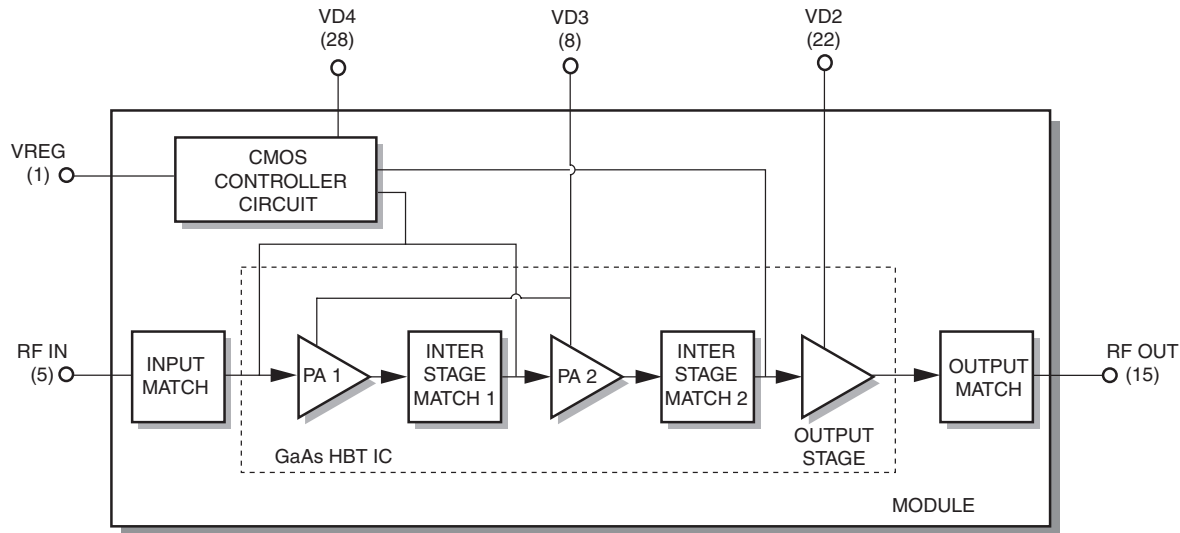 VD4
(28)
VD3
(8)
VD2
(22)
VREG
(1)
CMOS
CONTROLLER
CIRCUIT
RF IN
(5)
INPUT
MATCH
PA 1
INTER
STAGE
MATCH 1
PA 2
INTER
STAGE
MATCH 2
OUTPUT
STAGE
OUTPUT
MATCH
RF OUT
(15)
GaAs HBT IC
MODULE